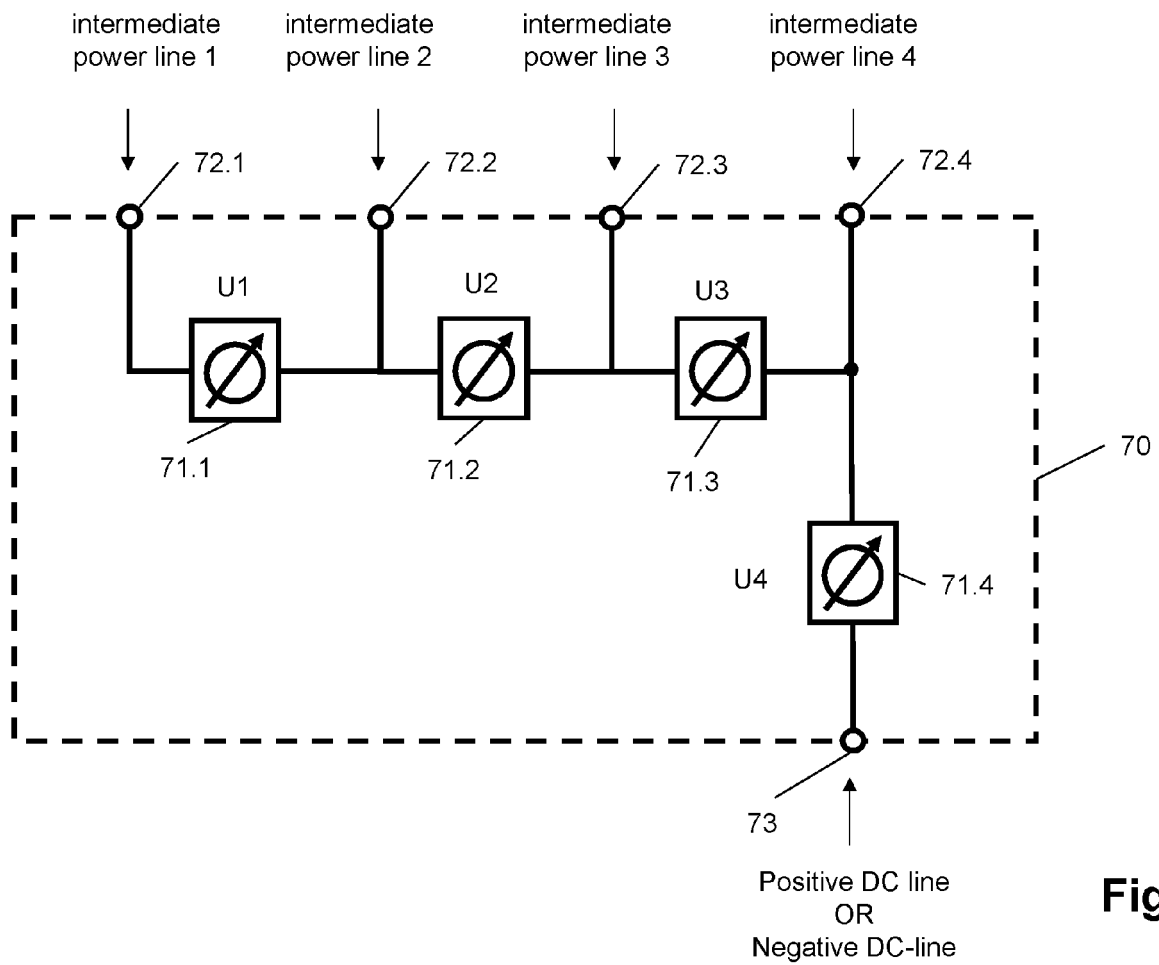 intermediate
power line 1
intermediate
power line 2
intermediate
power line 3
intermediate
power line 4
72.1
72.2
72.3
72.4
U1
U2
U3
71.1
71.2
71.3
70
U4
71.4
73
Positive DC line
OR
Negative DC-line
Fig